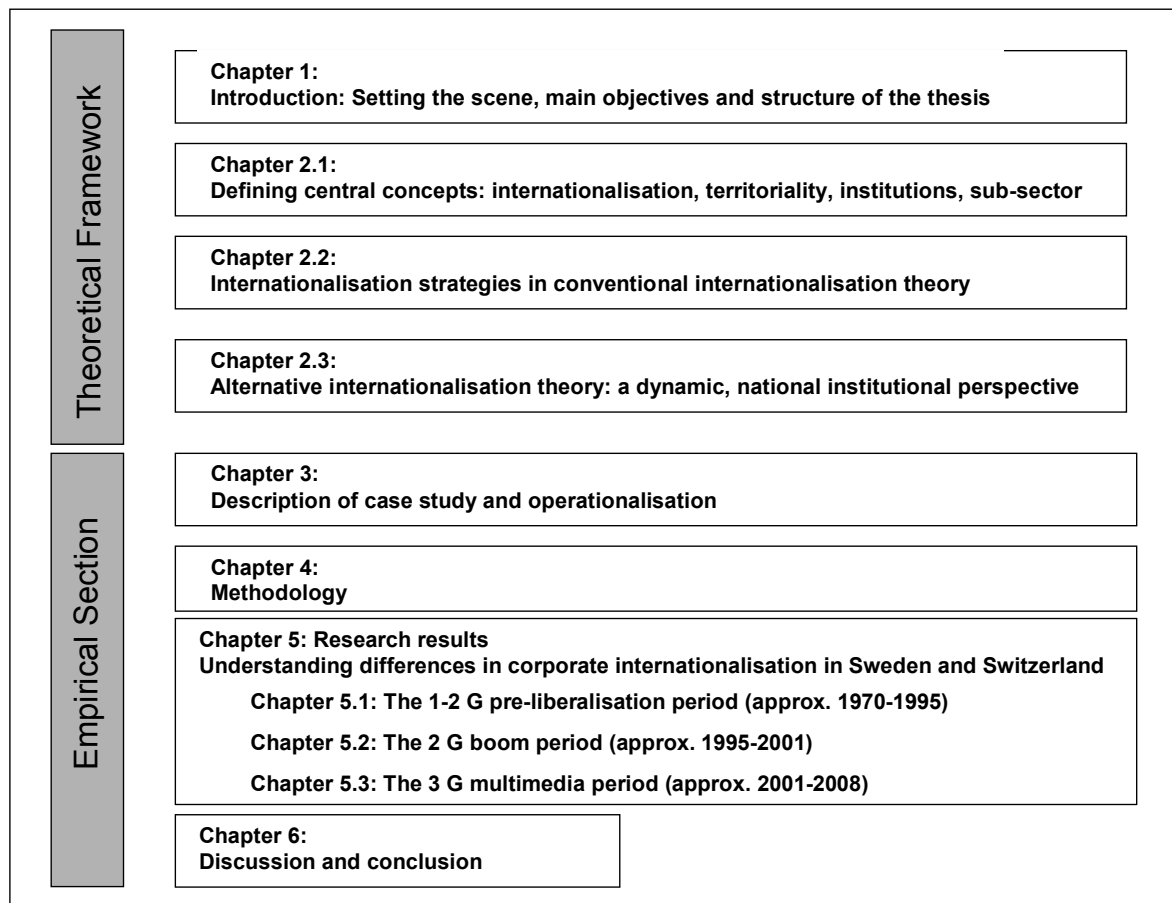 Theoretical Framework
Chapter 1:
Introduction: Setting the scene, main objectives and structure of the thesis
Chapter 2.1:
Defining central concepts: internationalisation, territoriality, institutions, sub-sector
Chapter 2.2:
Internationalisation strategies in conventional internationalisation theory
Chapter 2.3:
Alternative internationalisation theory: a dynamic, national institutional perspective
Empirical Section
Chapter 3:
Description of case study and operationalisation
Chapter 4:
Methodology
Chapter 5: Research results
Understanding differences in corporate internationalisation in Sweden and Switzerland
Chapter 5.1: The 1-2 G pre-liberalisation period (approx. 1970-1995)
Chapter 5.2: The 2 G boom period (approx. 1995-2001)
Chapter 5.3: The 3 G multimedia period (approx. 2001-2008)
Chapter 6:
Discussion and conclusion